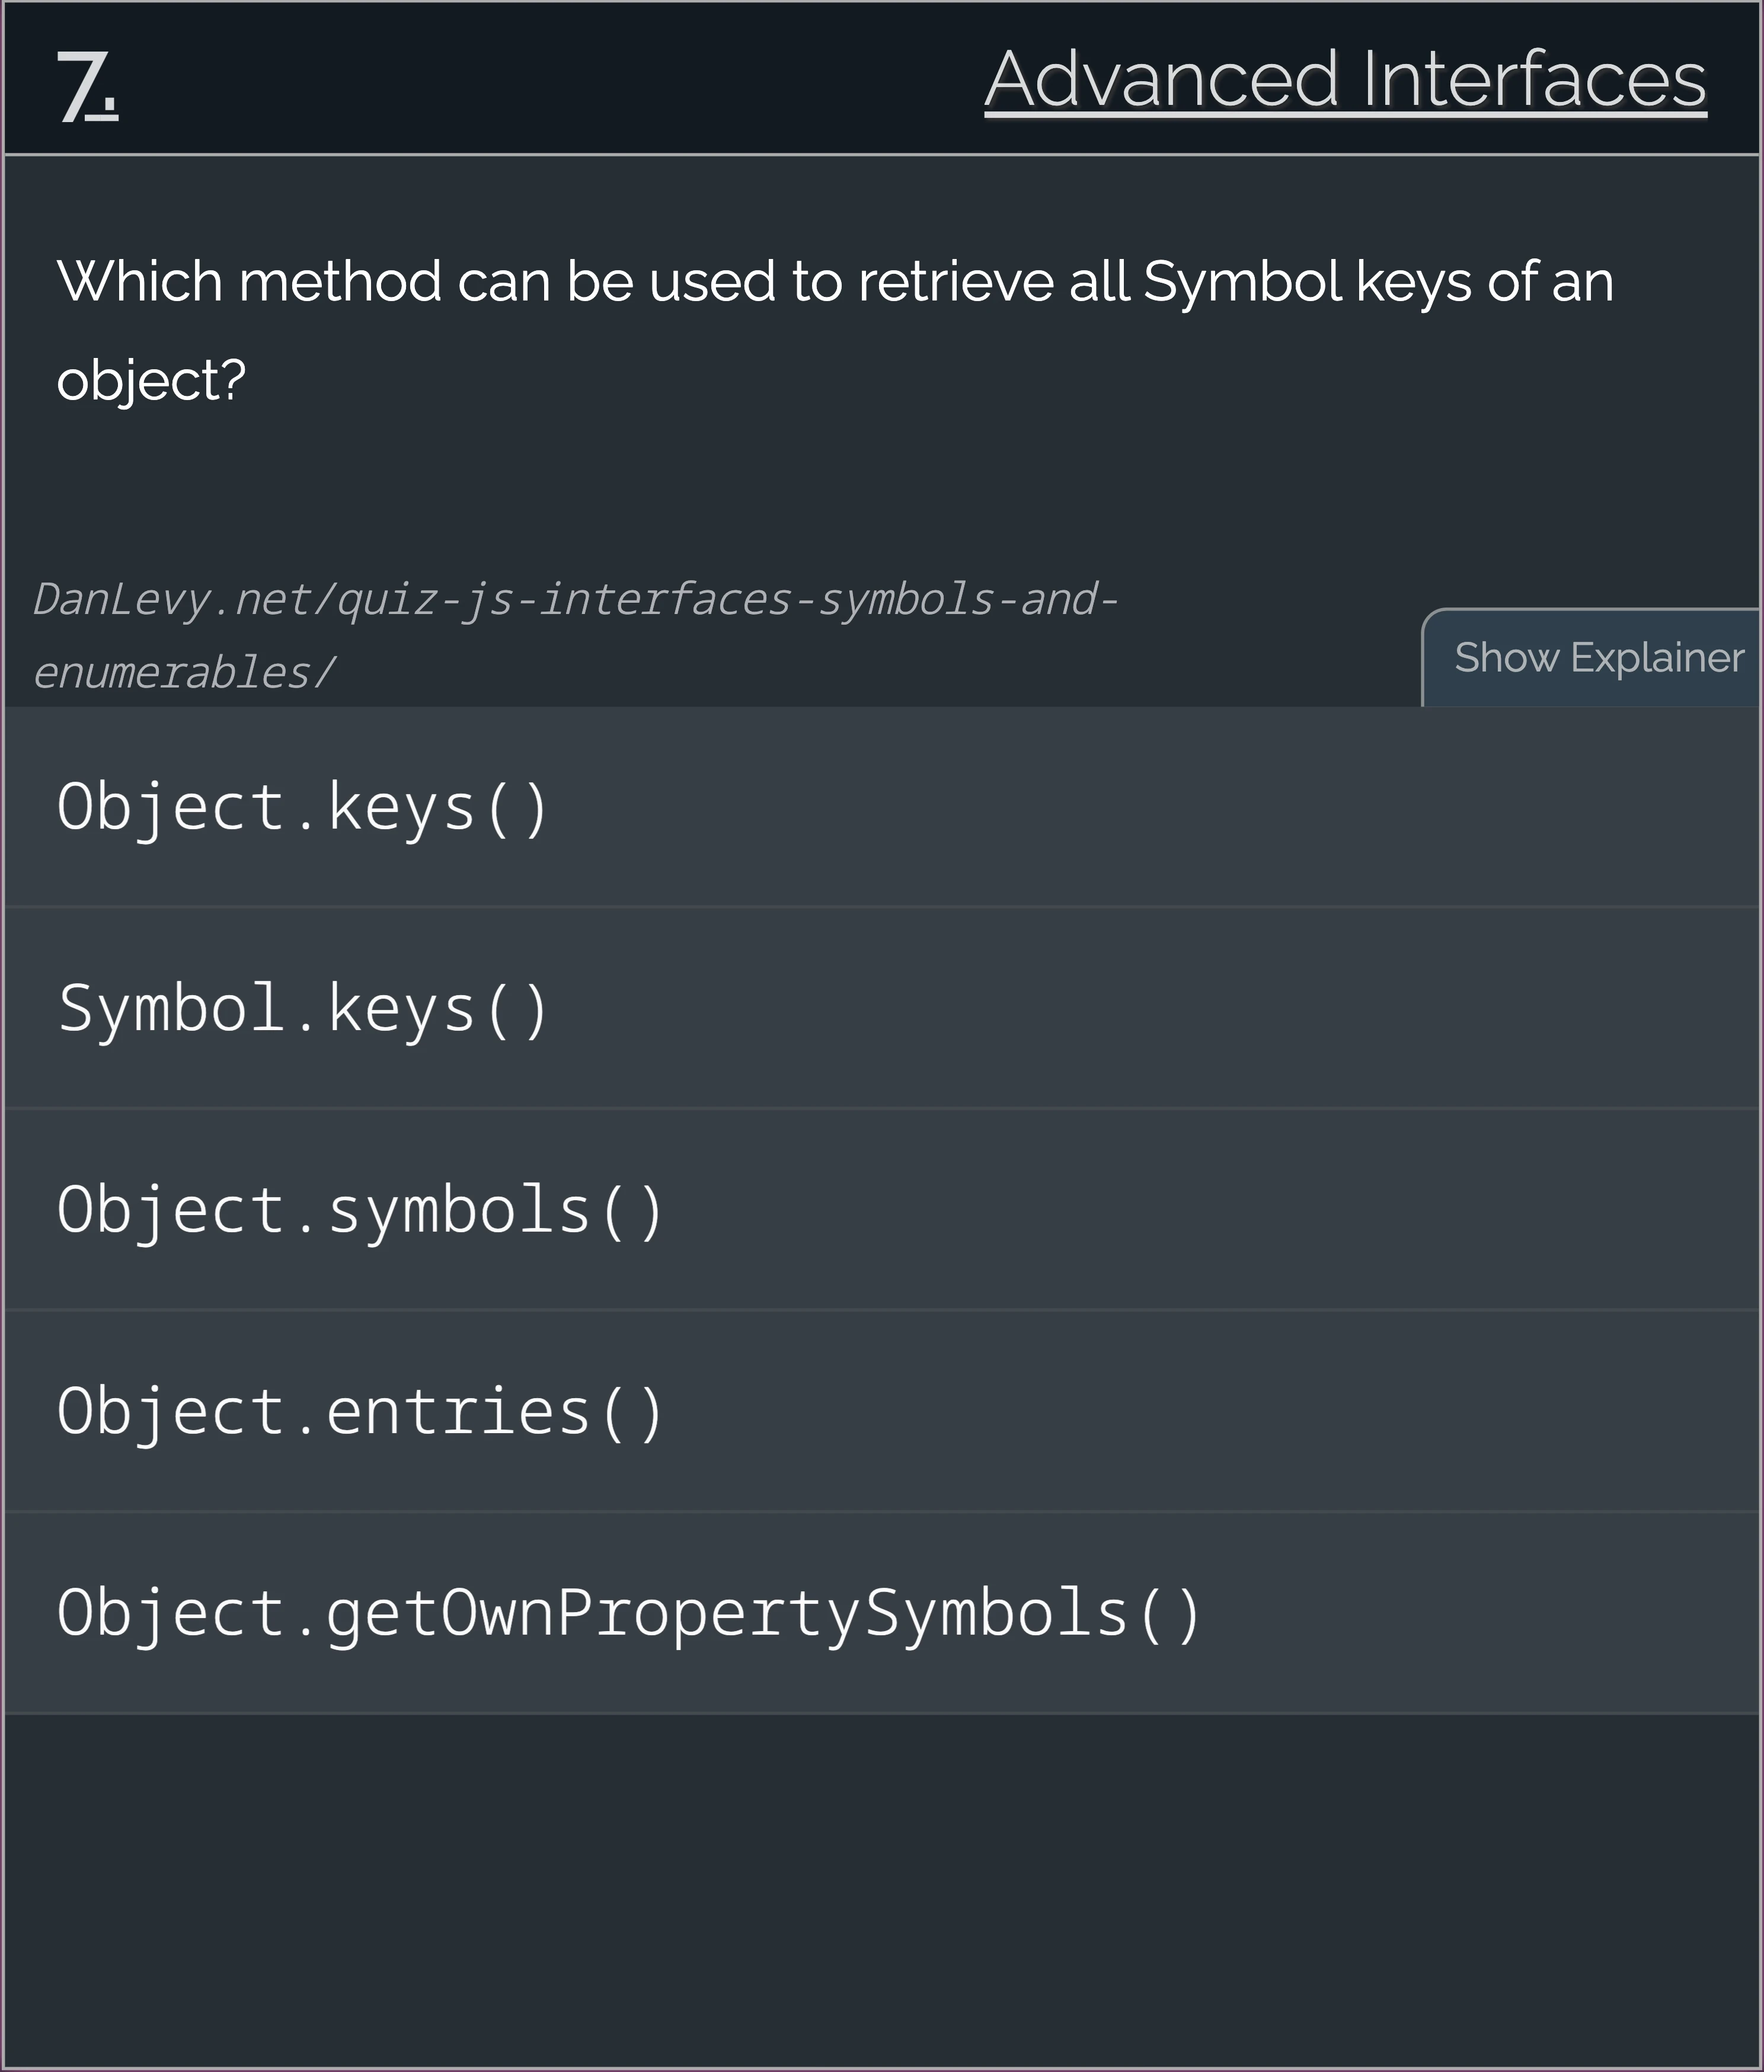 7.
Advanced Interfaces
Which method can be used to retrieve all Symbol keys of an
object?
DanLevy.net/quiz-js-interfaces-symbols-and-
enumerables/
Show Explainer
Object.keys()
Symbol.keys()
Object.symbols()
Object.entries()
Object.getOwnPropertySymbols()